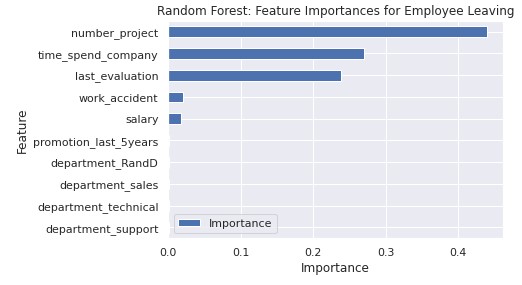 Random Forest: Feature Importances for Employee Leaving
number_project
time_spend_company
last_evaluation
work_accident
salary
promotion_last_5years
department_RandD
department_sales
department_technical
department_support
Feature
Importance
0.0 0.1 0.2 0.3 0.4
Importance